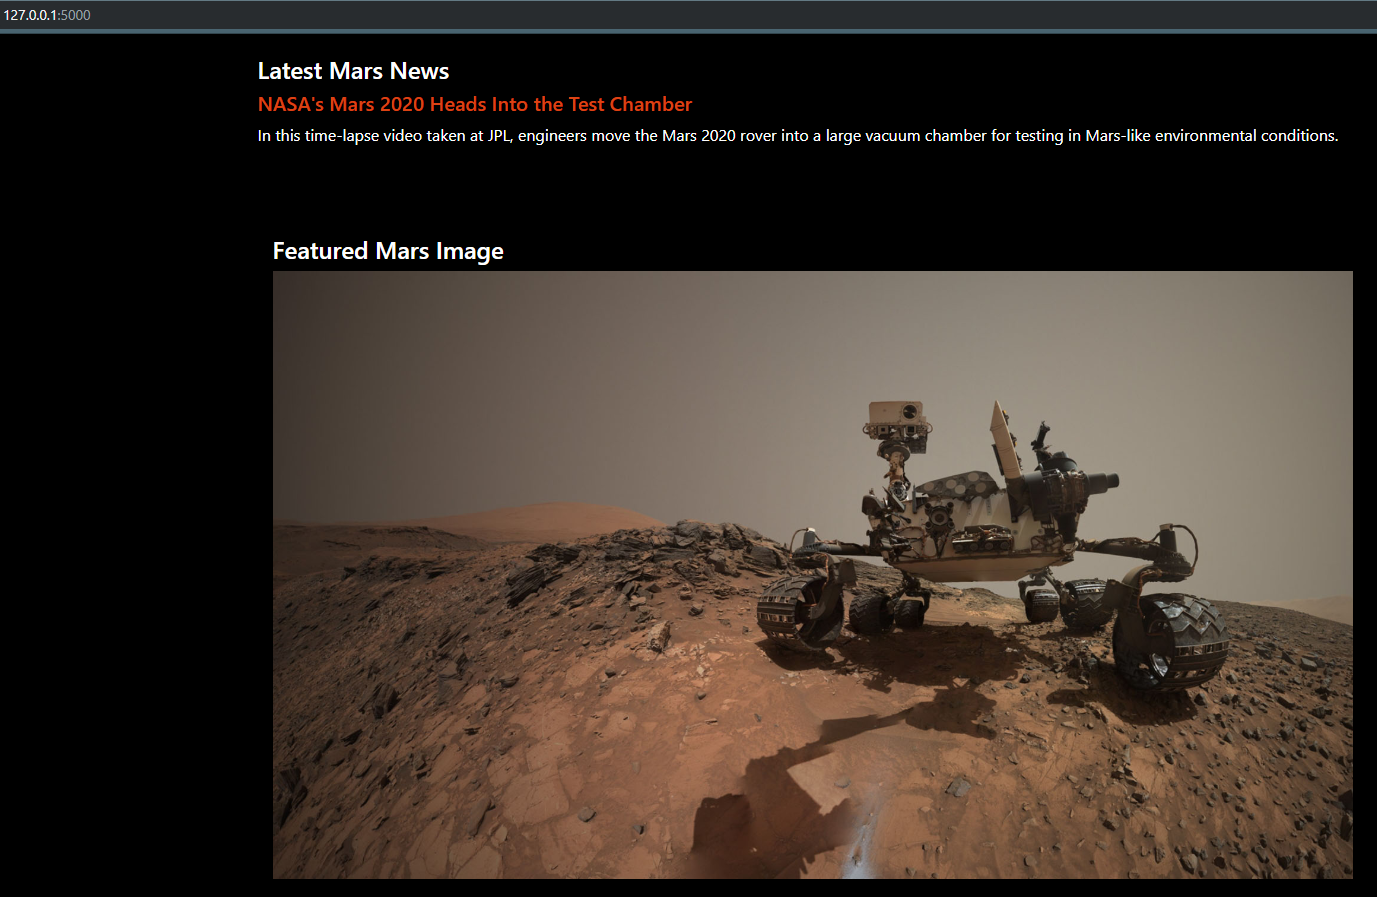 127.0.0.1:5000
Latest Mars News
NASA's Mars 2020 Heads Into the Test Chamber
In this time-lapse video taken at JPL, engineers move the Mars 2020 rover into a large vacuum chamber for testing in Mars-like environmental conditions.
Featured Mars Image